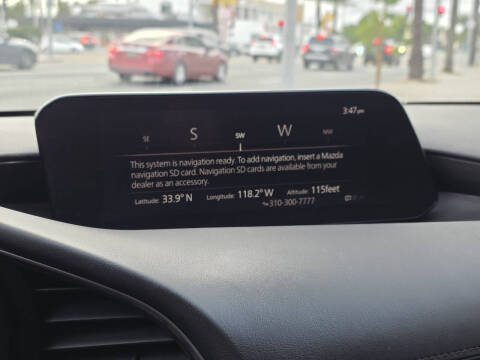 3:47pm
SE S SW W NW
This system is navigation ready. To add navigation, insert a Mazda
navigation SD card. Navigation SD cards are available from your
dealer as an accessory.
Latitude: 33.9° N Longitude: 118.2° W Altitude: 115feet
310-300-7777